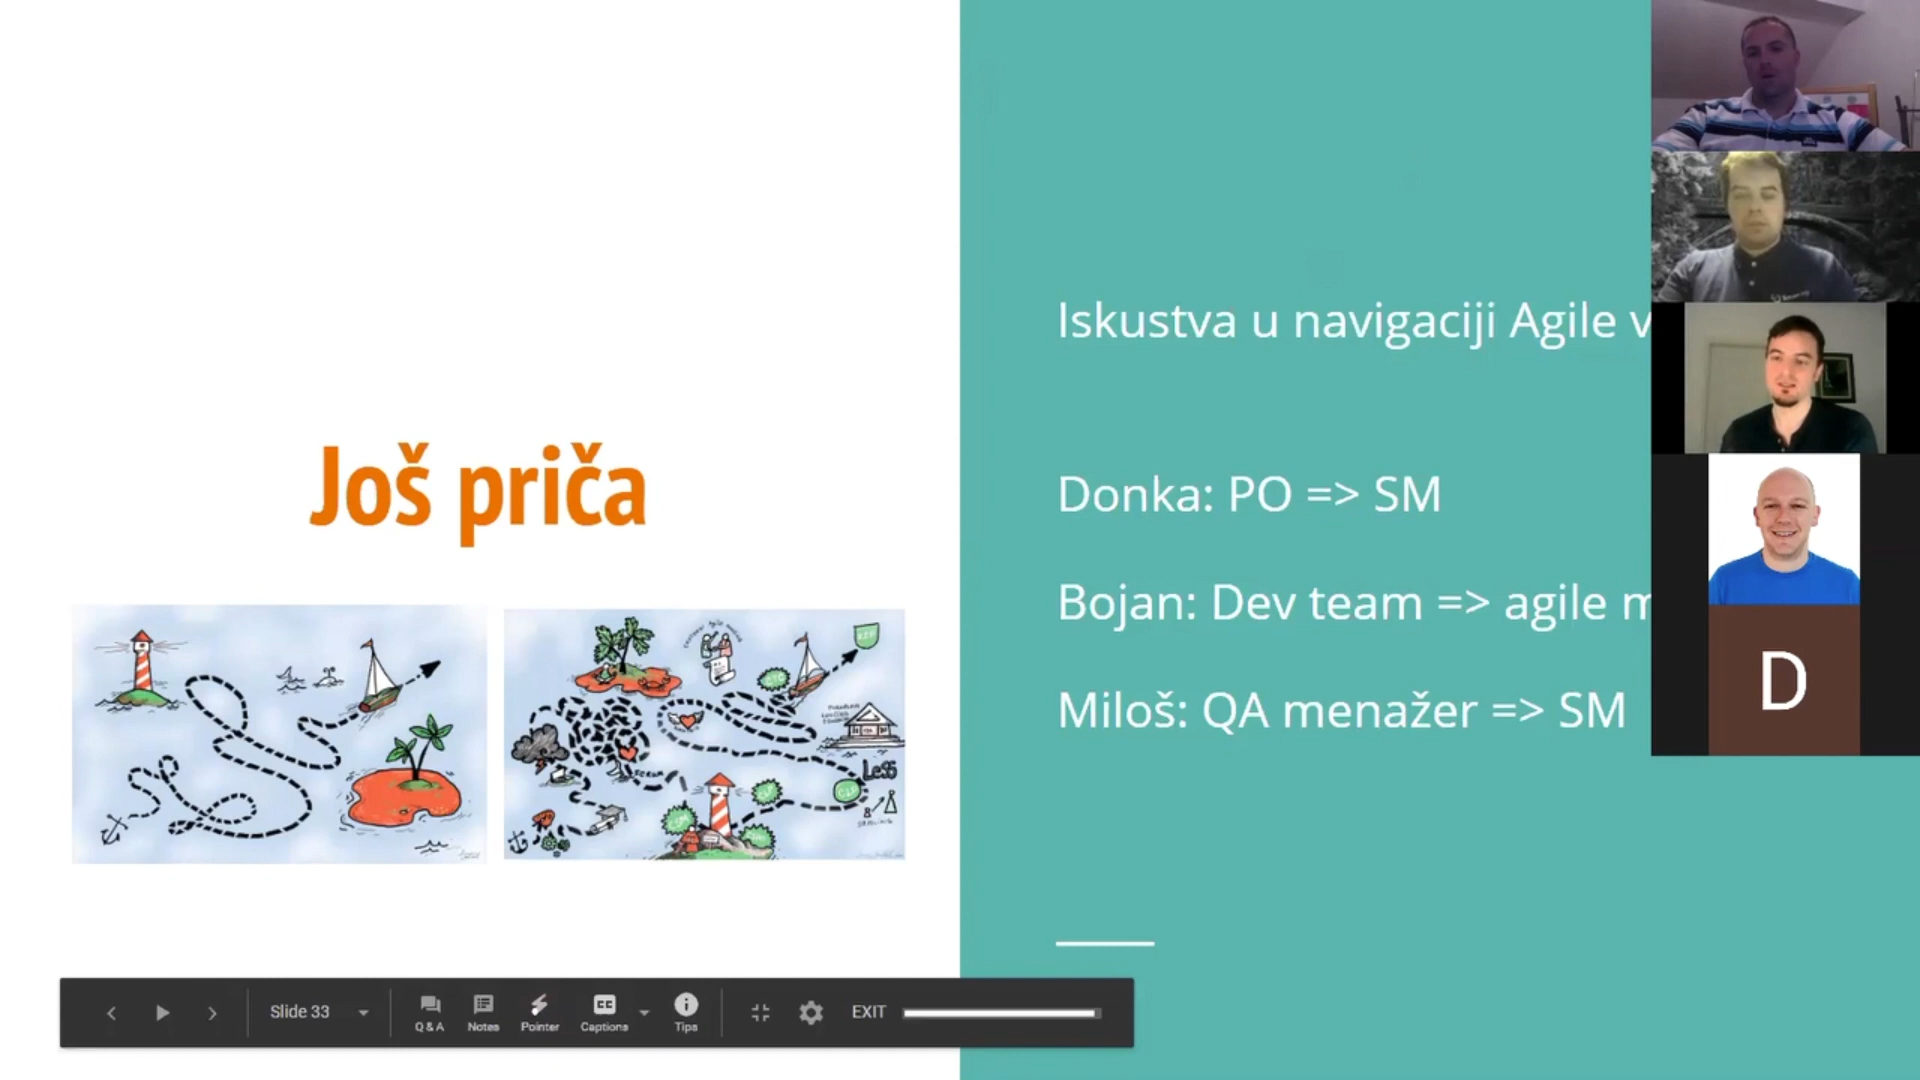 Još priča
Iskustva u navigaciji Agile
Donka: PO => SM
Bojan: Dev team => agile
Miloš: QA menažer => SM
D
LeSS
Slide 33
Q & A
Notes
Pointer
Captions
Tips
EXIT